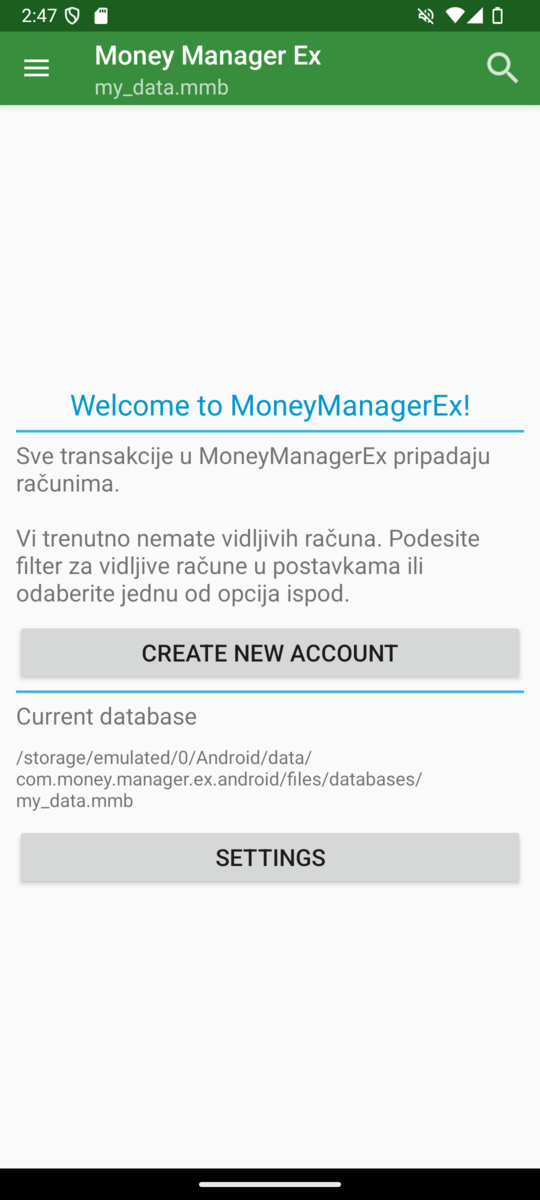 2:47
Money Manager Ex
my_data.mmb
Welcome to MoneyManagerEx!
Sve transakcije u MoneyManagerEx pripadaju
računima.
Vi trenutno nemate vidljivih računa. Podesite
filter za vidljive račune u postavkama ili
odaberite jednu od opcija ispod.
CREATE NEW ACCOUNT
Current database
/storage/emulated/0/Android/data/
com.money.manager.ex.android/files/databases/
my_data.mmb
SETTINGS